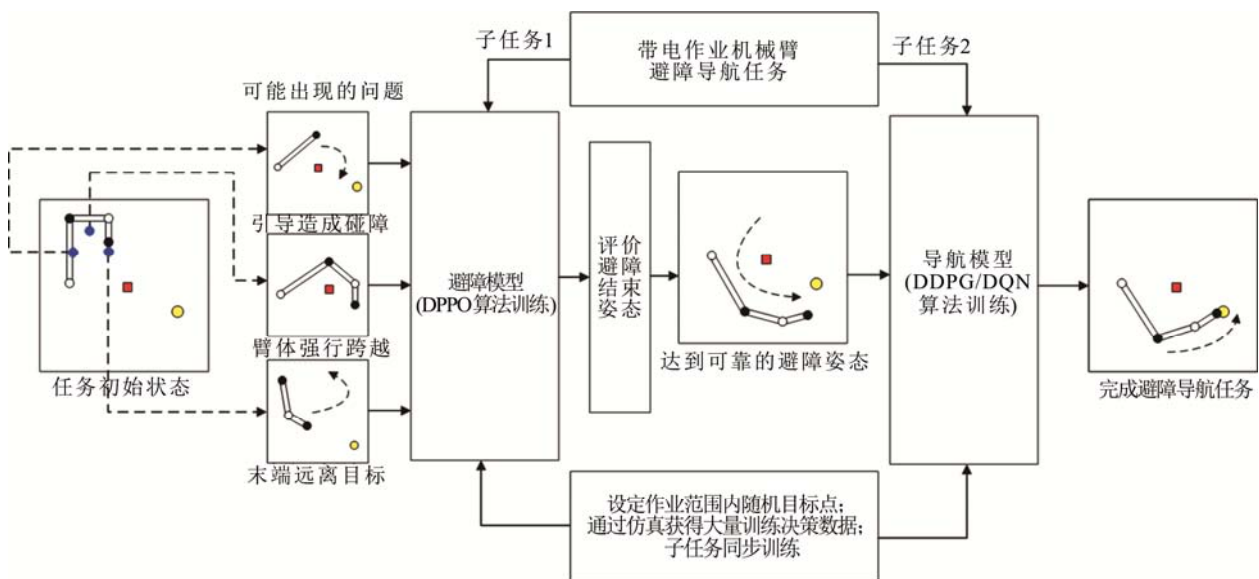 子任务1
带电作业机械臂
避障导航任务
子任务2
可能出现的问题
引导造成碰障
臂体强行跨越
末端远离目标
任务初始状态
避障模型
(DPPO算法训练)
评价
避障
结束
姿态
达到可靠的避障姿态
导航模型
(DDPG/DQN
算法训练)
完成避障导航任务
设定作业范围内随机目标点;
通过仿真获得大量训练决策数据;
子任务同步训练